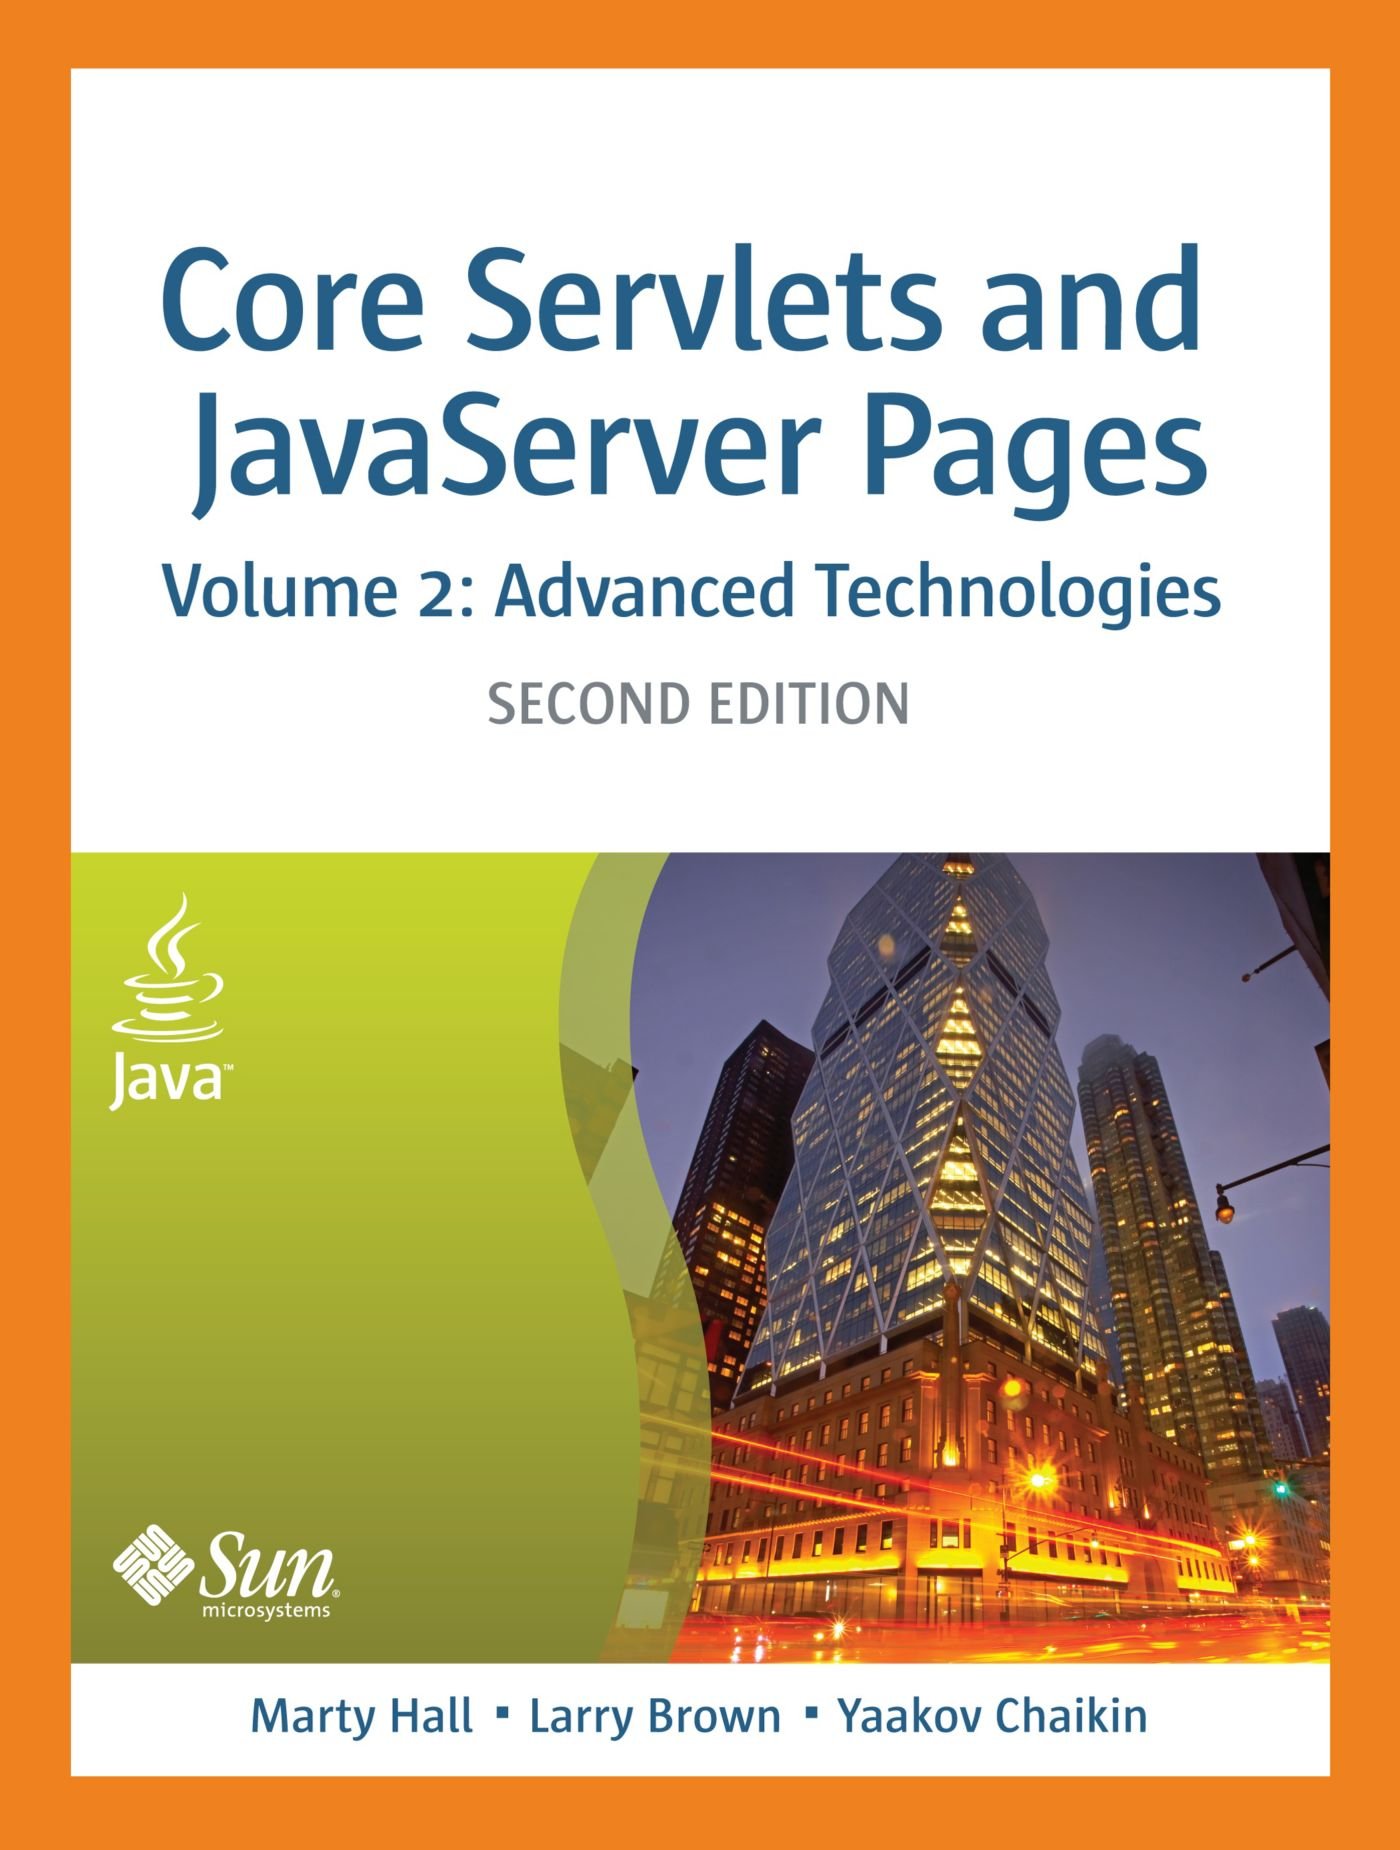 Core Servlets and
JavaServer Pages
Volume 2: Advanced Technologies
SECOND EDITION
Java™
Sun®
microsystems
Marty Hall ▪ Larry Brown ▪ Yaakov Chaikin